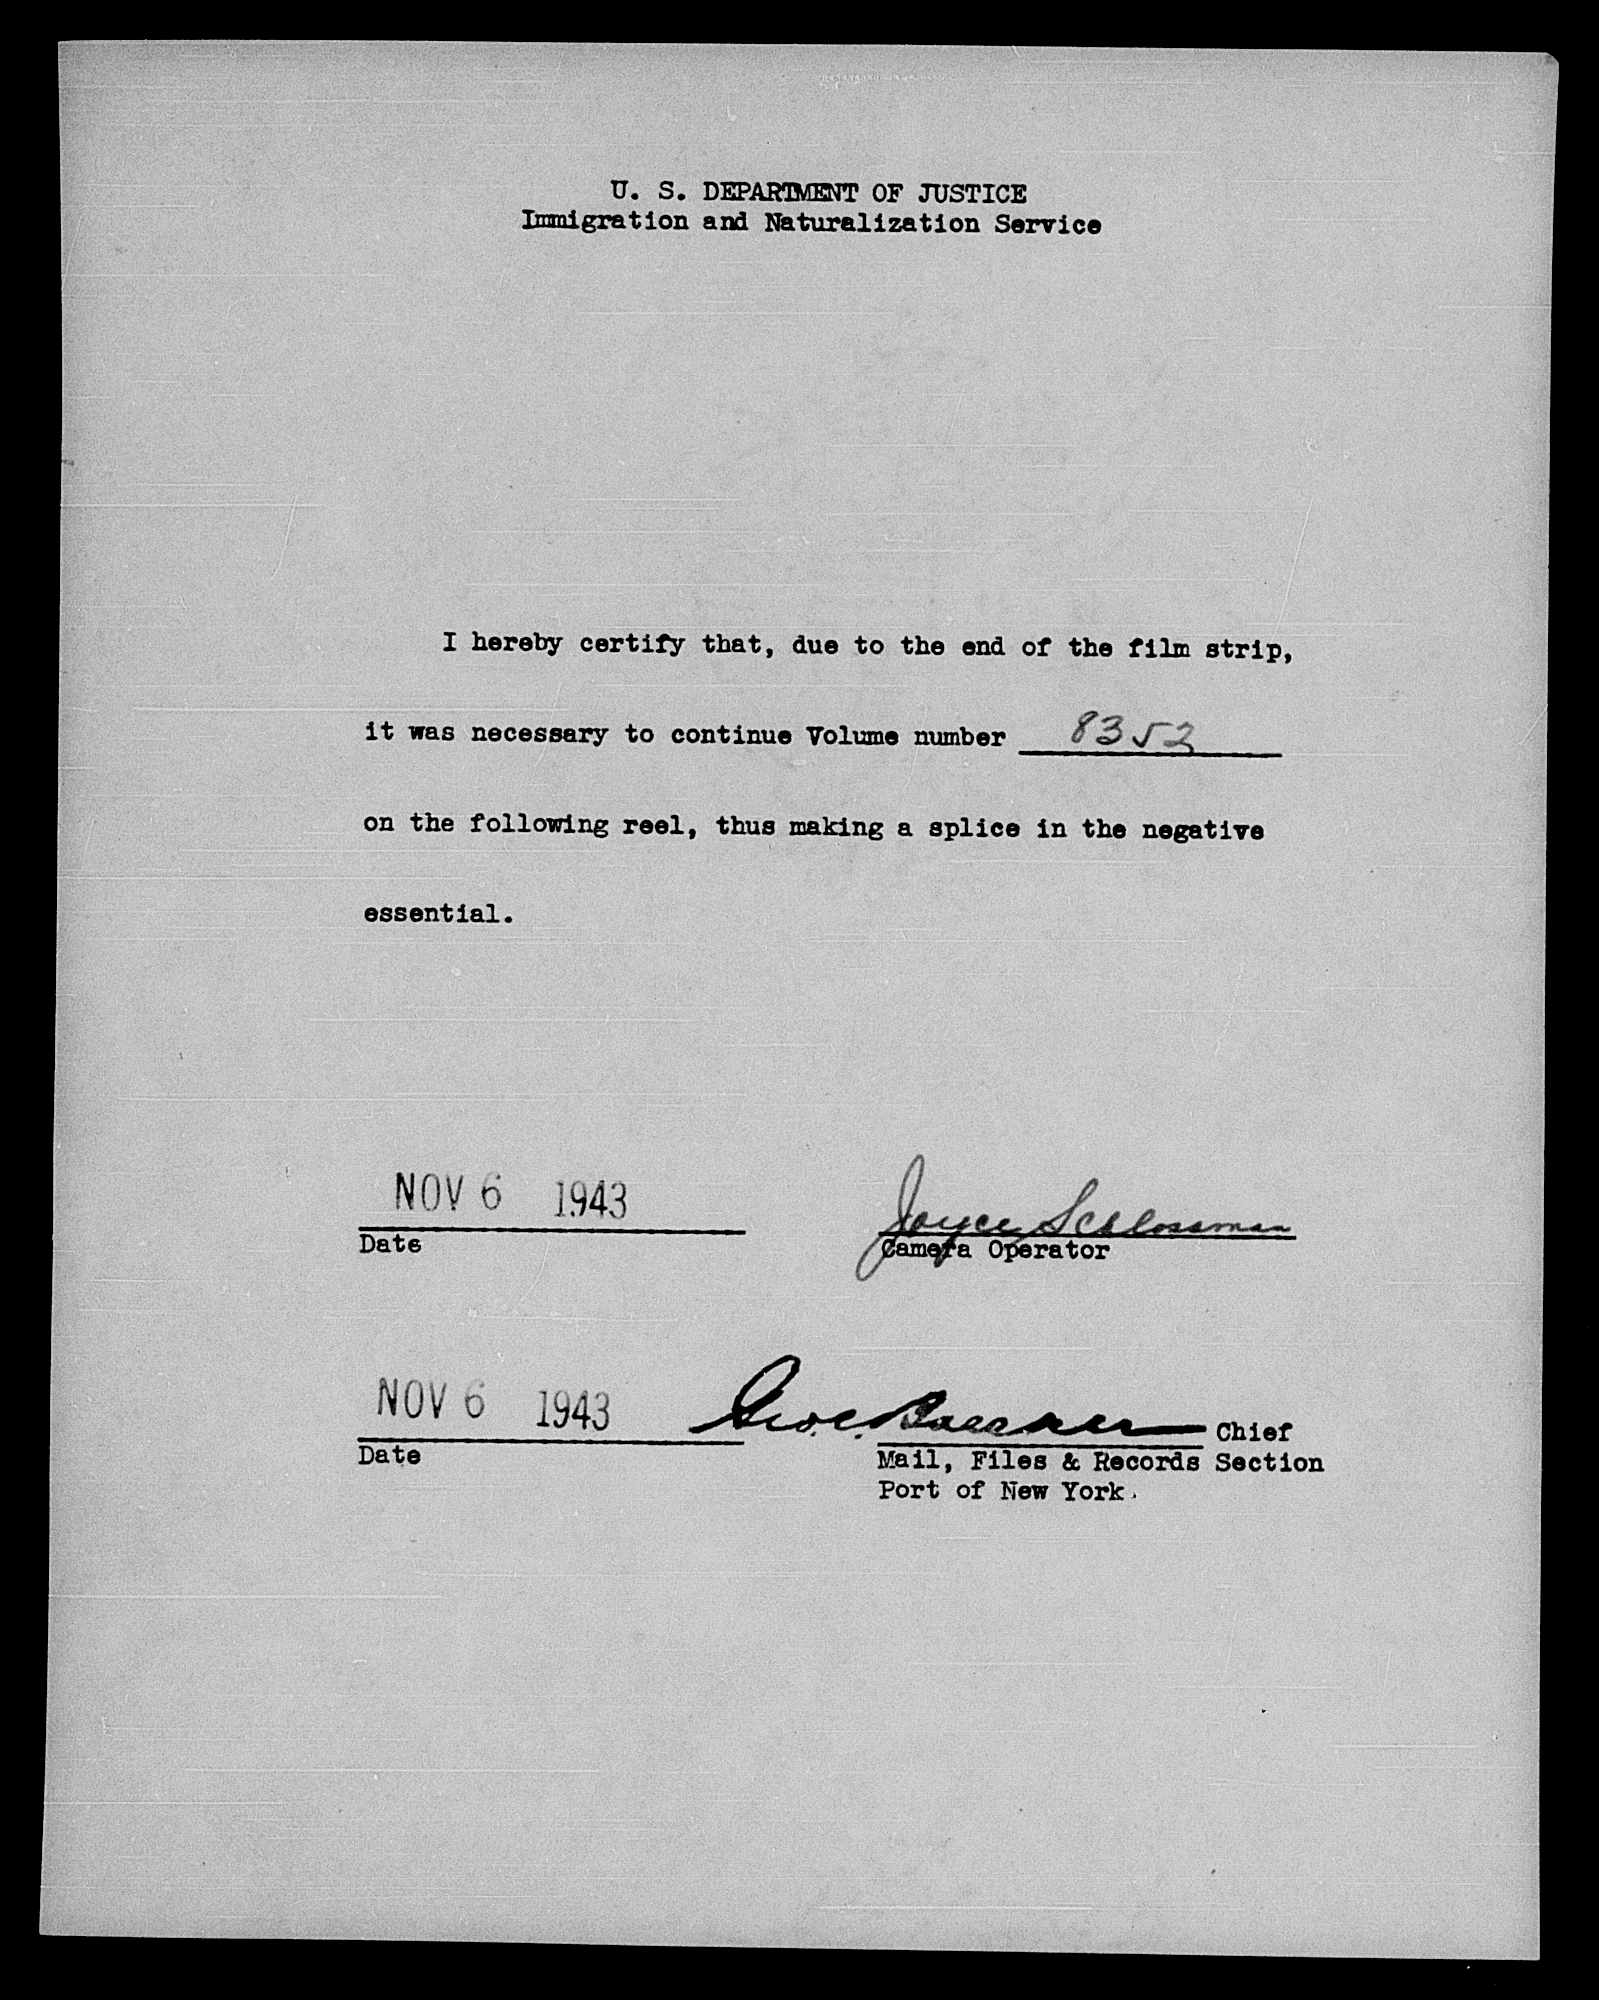 U. S. DEPARTMENT OF JUSTICE
Immigration and Naturalization Service
I hereby certify that, due to the end of the film strip,
it was necessary to continue Volume number 8352
on the following reel, thus making a splice in the negative
essential.
NOV 6 1943
Date
Joyce Schlossman
Camera Operator
NOV 6 1943
Date
Geo. C. Chief
Mail, Files & Records Section
Port of New York.